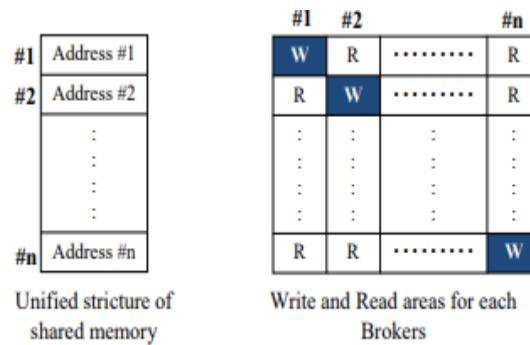 #1 #2 #n
#1 Address #1 W R ......... R
#2 Address #2 R W ......... R
: : : : :
: : : : :
: : : : :
: : : : :
#n Address #n R R ......... W
Unified stricture of
shared memory
Write and Read areas for each
Brokers